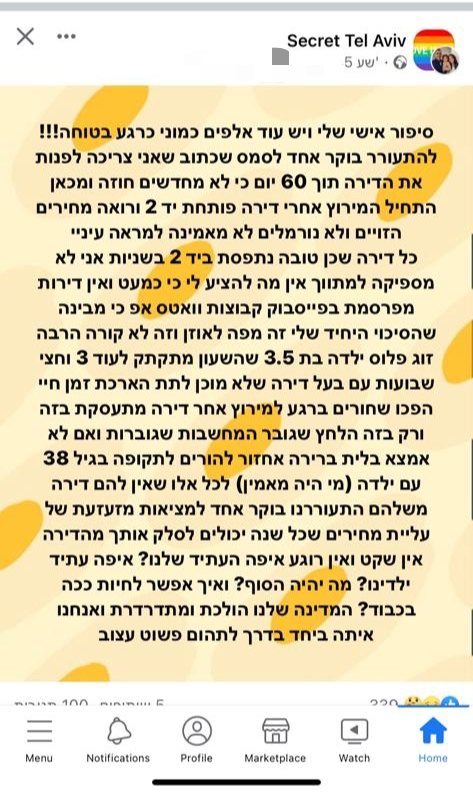 Secret Tel Aviv
5 שע'
סיפור אישי שלי ויש עוד אלפים כמוני כרגע בטוחה!!!
להתעורר בוקר אחד לסמס שכתוב שאני צריכה לפנות
את הדירה תוך 60 יום כי לא מחדשים חוזה ומכאן
התחיל המירוץ אחרי דירה פותחת יד 2 ורואה מחירים
הזויים ולא נורמלים לא מאמינה למראה עיניי
כל דירה שכן טובה נתפסת ביד 2 בשניות אני לא
מספיקה למתווך אין מה להציע לי כי כמעט ואין דירות
מפרסמת בפייסבוק קבוצות וואטס אפ כי מבינה
שהסיכוי היחיד שלי זה מפה לאוזן וזה לא קורה הרבה
זוג פלוס ילדה בת 3.5 שהשעון מתקתק לעוד 3 וחצי
שבועות עם בעל דירה שלא מוכן לתת הארכת זמן חיי
הפכו שחורים ברגע למירוץ אחר דירה מתעסקת בזה
ורק בזה הלחץ שגובר המחשבות שגוברות ואם לא
אמצא בלית ברירה אחזור להורים לתקופה בגיל 38
עם ילדה (מי היה מאמין) לכל אלו שאין להם דירה
משלהם התעוררנו בוקר אחד למציאות מזעזעת של
עליית מחירים שכל שנה יכולים לסלק אותך מהדירה
אין שקט ואין רוגע איפה העתיד שלנו? איפה עתיד
ילדינו? מה יהיה הסוף? ואיך אפשר לחיות ככה
בכבוד? המדינה שלנו הולכת ומתדרדרת ואנחנו
איתה ביחד בדרך לתהום פשוט עצוב
Menu
Notifications
Profile
Marketplace
Watch
Home